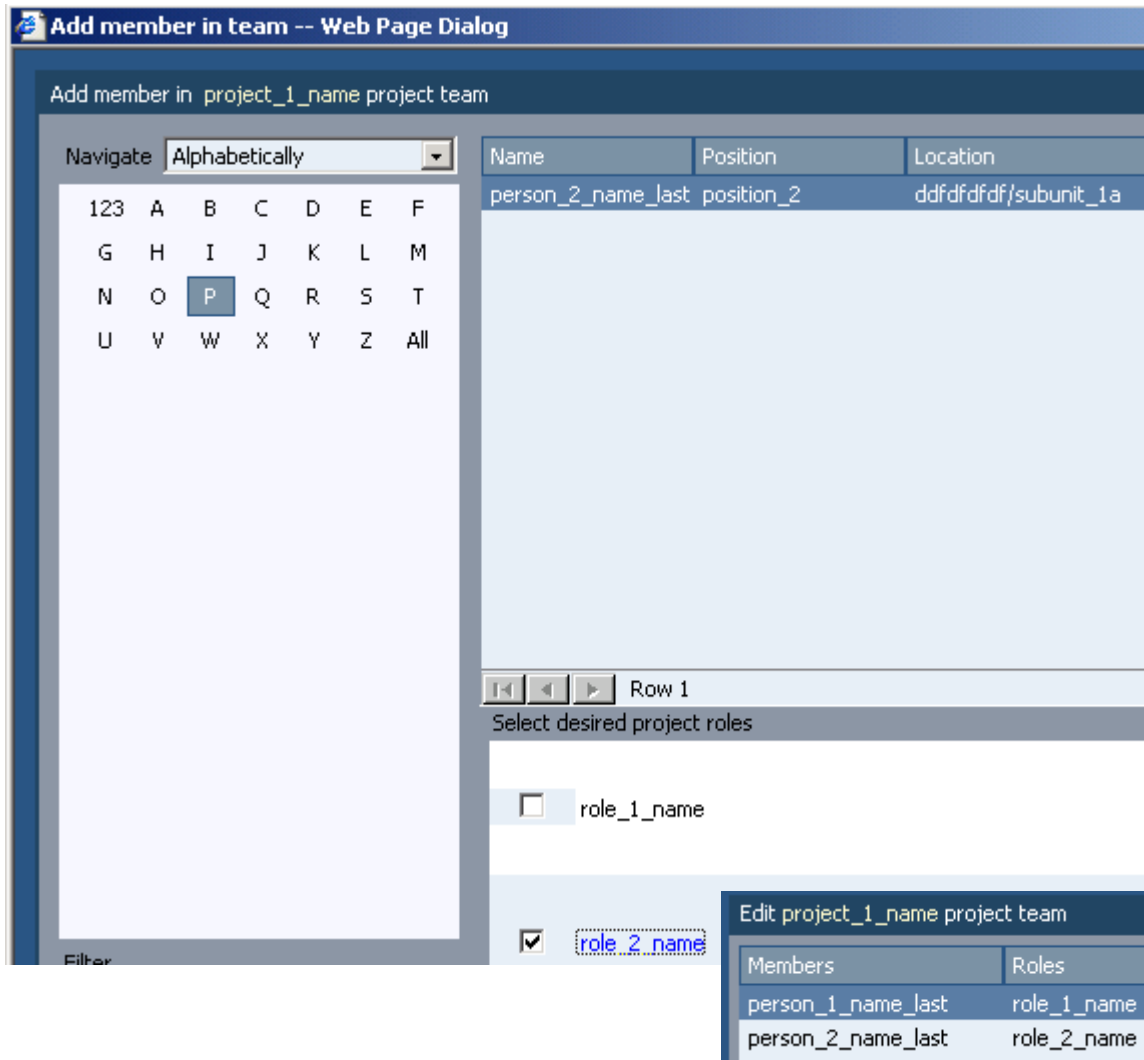 Add member in team -- Web Page Dialog
Add member in project_1_name project team
Navigate Alphabetically
123 A B C D E F
G H I J K L M
N O P Q R S T
U V W X Y Z All
Filter
Name Position Location
person_2_name_last position_2 ddfdfdfdf/subunit_1a
Row 1
Select desired project roles
role_1_name
role_2_name
Edit project_1_name project team
Members Roles
person_1_name_last role_1_name
person_2_name_last role_2_name